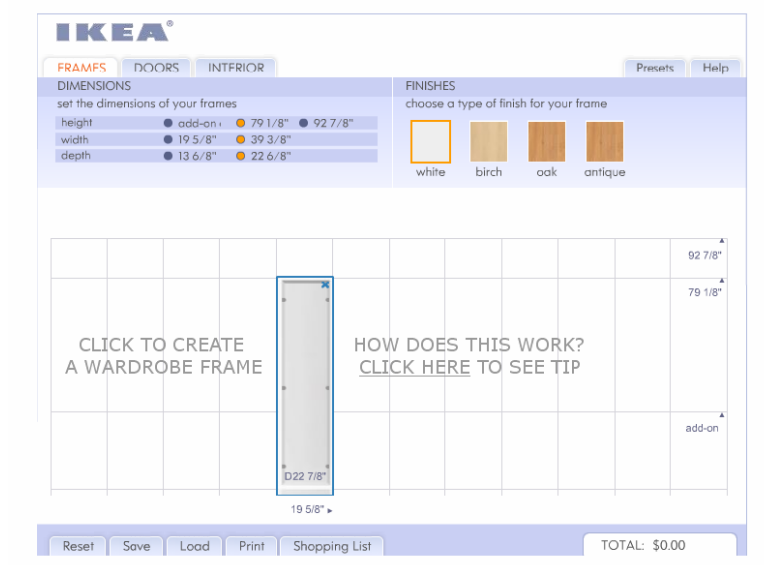 IKEA®
FRAMES DOORS INTERIOR Presets Help
DIMENSIONS
set the dimensions of your frames
height add-on 79 1/8" 92 7/8"
width 19 5/8" 39 3/8"
depth 13 6/8" 22 6/8"
FINISHES
choose a type of finish for your frame
white birch oak antique
92 7/8"
79 1/8"
CLICK TO CREATE
A WARDROBE FRAME
HOW DOES THIS WORK?
CLICK HERE TO SEE TIP
add-on
D22 7/8"
19 5/8"
Reset Save Load Print Shopping List TOTAL: $0.00